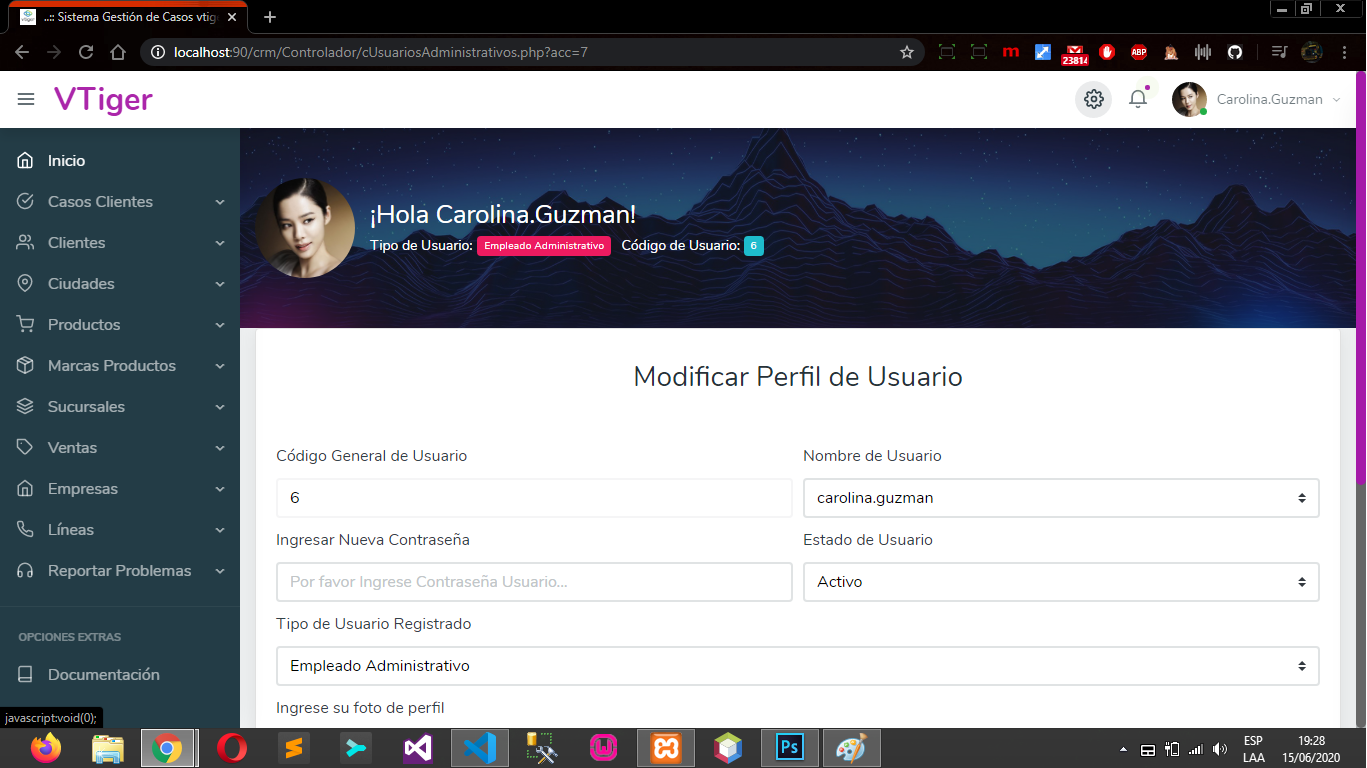 ..:: Sistema Gestión de Casos vtig
localhost:90/crm/Controlador/cUsuariosAdministrativos.php?acc=7
m
23814
ABP
VTiger
Carolina.Guzman
Inicio
Casos Clientes
Clientes
Ciudades
Productos
Marcas Productos
Sucursales
Ventas
Empresas
Líneas
Reportar Problemas
OPCIONES EXTRAS
Documentación
javascript:void(0);
¡Hola Carolina.Guzman!
Tipo de Usuario: Empleado Administrativo Código de Usuario: 6
Modificar Perfil de Usuario
Código General de Usuario
6
Nombre de Usuario
carolina.guzman
Ingresar Nueva Contraseña
Por favor Ingrese Contraseña Usuario...
Estado de Usuario
Activo
Tipo de Usuario Registrado
Empleado Administrativo
Ingrese su foto de perfil
Ps
ESP
LAA
19:28
15/06/2020